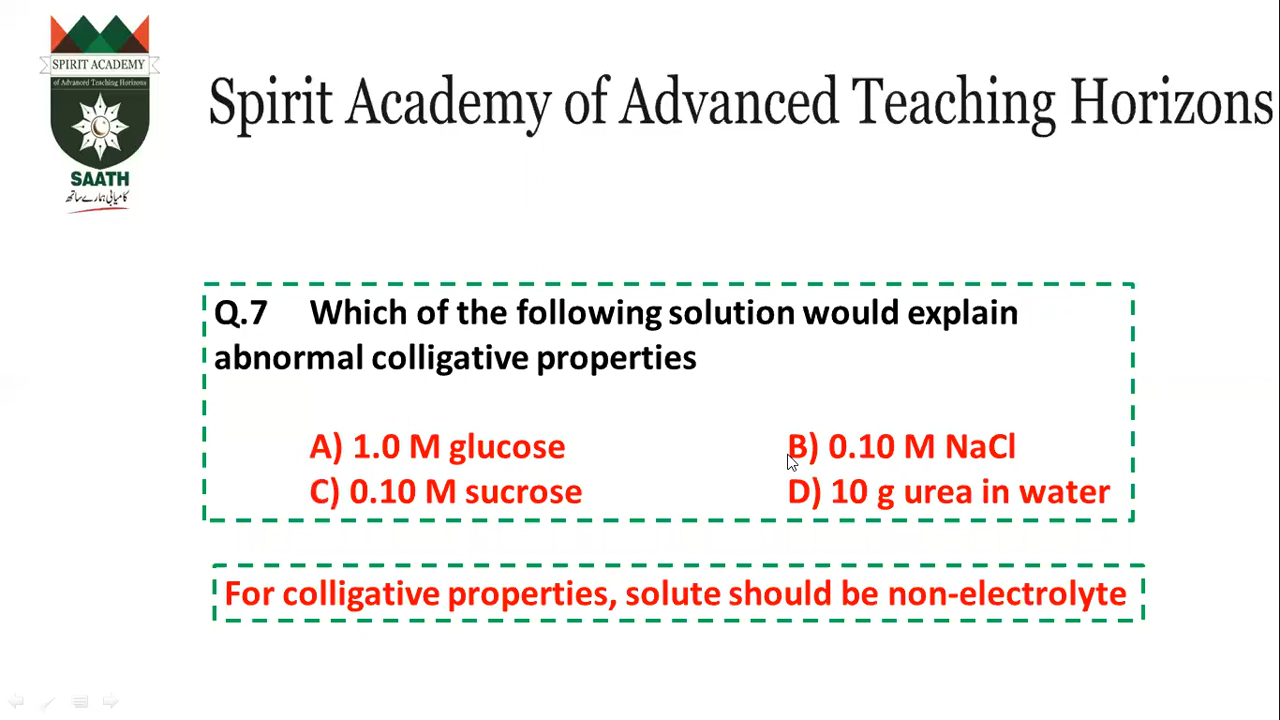 SPIRIT ACADEMY
of Advanced Teaching Horizons
SAATH
کامیابی ہمارے ساتھ
Spirit Academy of Advanced Teaching Horizons
Q.7 Which of the following solution would explain
abnormal colligative properties
A) 1.0 M glucose B) 0.10 M NaCl
C) 0.10 M sucrose D) 10 g urea in water
For colligative properties, solute should be non-electrolyte